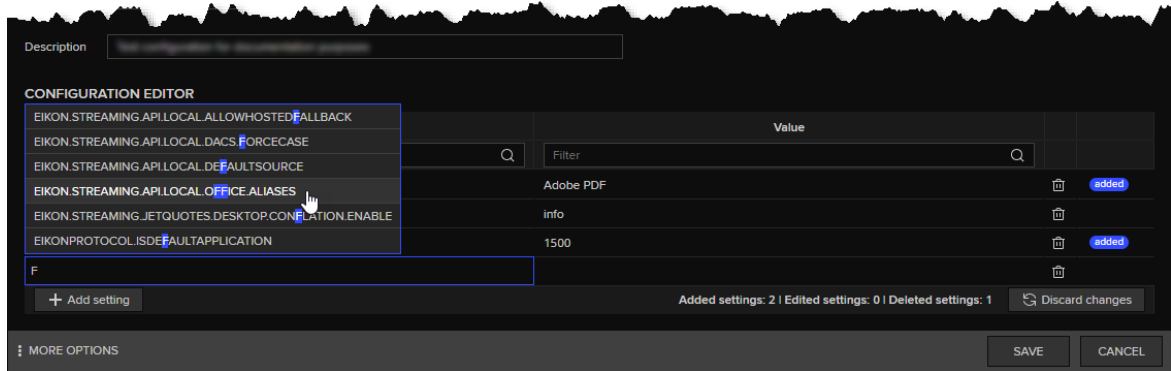 Description
CONFIGURATION EDITOR
EIKON.STREAMING.API.LOCAL.ALLOWHOSTEDFALLBACK
EIKON.STREAMING.API.LOCAL.DACS.FORCECASE
EIKON.STREAMING.API.LOCAL.DEFAULTSOURCE
EIKON.STREAMING.API.LOCAL.OFFICE.ALIASES
EIKON.STREAMING.JETQUOTES.DESKTOP.CONFLATION.ENABLE
EIKONPROTOCOL.ISDEFAULTAPPLICATION
Value
Filter
Adobe PDF added
info
1500 added
F
+ Add setting Added settings: 2 | Edited settings: 0 | Deleted settings: 1 Discard changes
MORE OPTIONS SAVE CANCEL